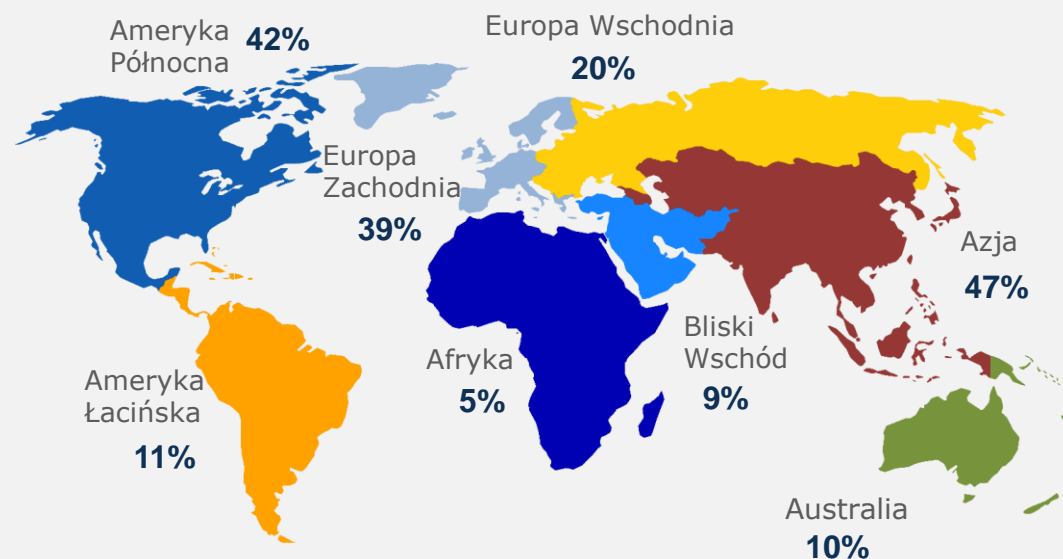 Ameryka
Północna
42%
Europa Wschodnia
20%
Europa
Zachodnia
39%
Azja
47%
Bliski
Wschód
9%
Afryka
5%
Ameryka
Łacińska
11%
Australia
10%